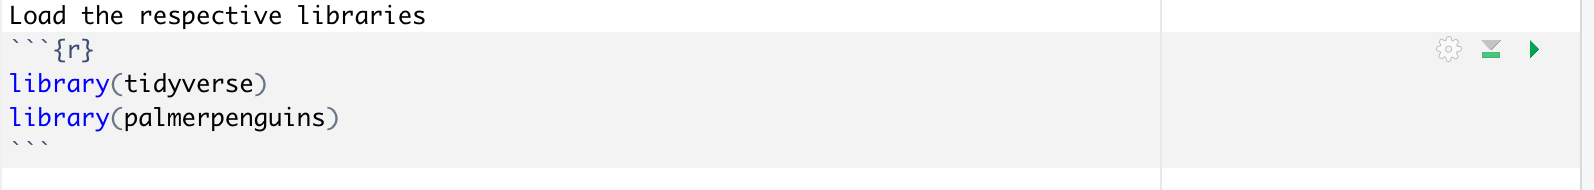 Load the respective libraries
```{r}
library(tidyverse)
library(palmerpenguins)
```